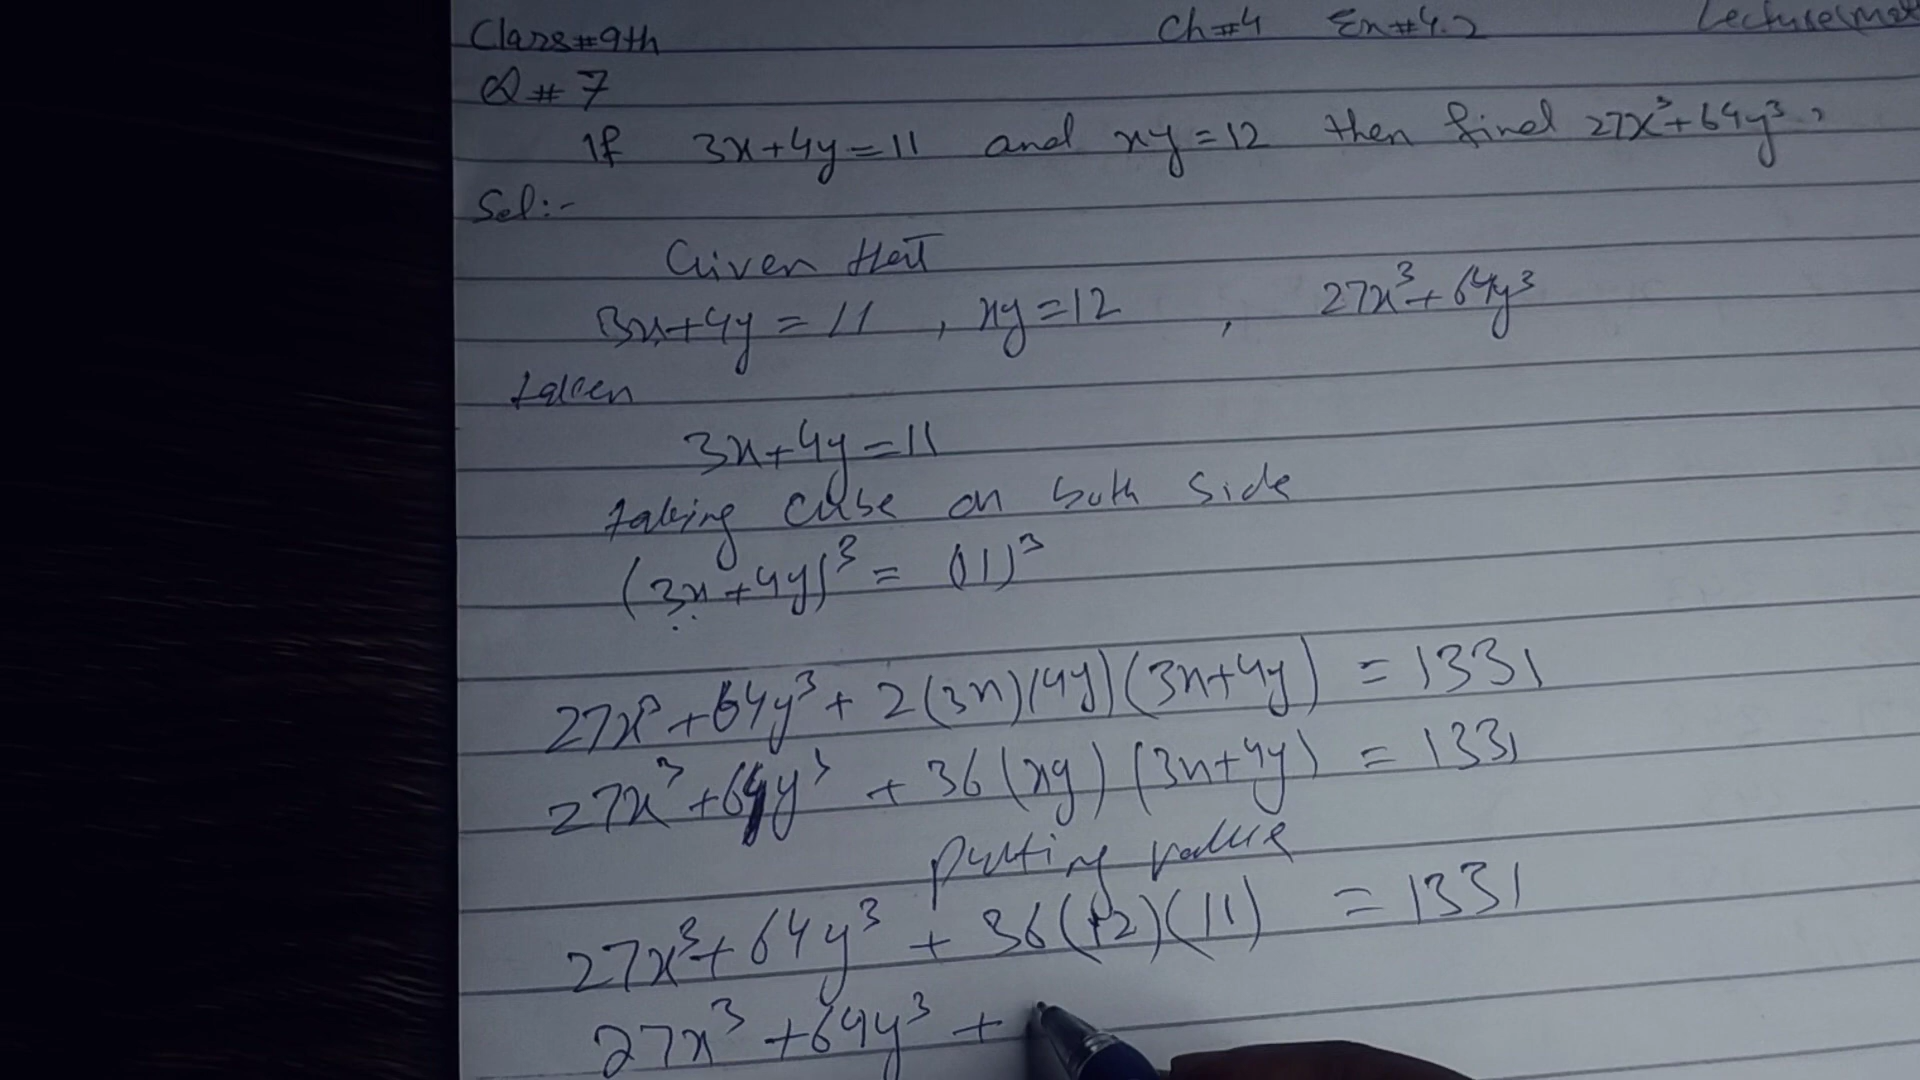 Class#9th Ch#4 Ex#4.2 Lecture(mat
Q#7
If 3x+4y=11 and xy=12 then find 27x³+64y³?
Sol:-
Given that
3x+4y=11 , xy=12 , 27x³+64y³
taken
3x+4y=11
taking cube on both side
(3x+4y)³ = (11)³
27x³+64y³+2(3x)(4y)(3x+4y) = 1331
27x³+64y³ + 36(xy)(3x+4y) = 1331
putting value
27x³+64y³ + 36(12)(11) = 1331
27x³+64y³ +